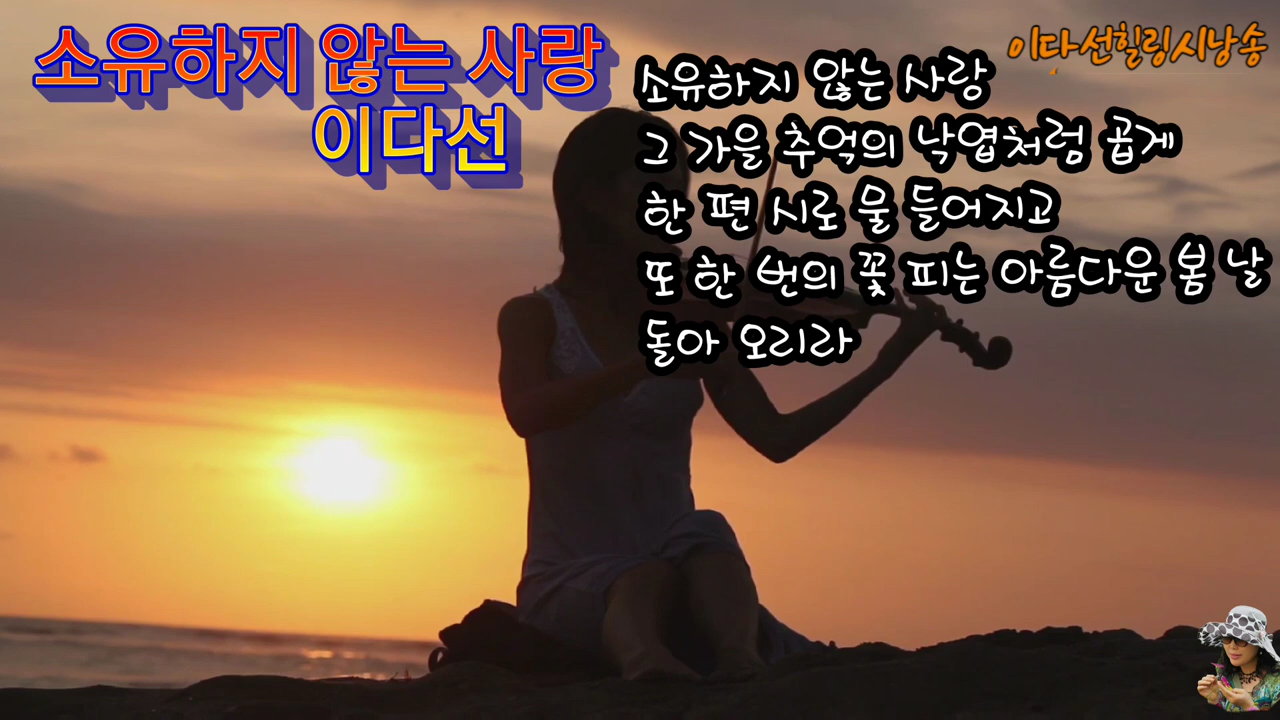 소유하지 않는 사랑
이다선
이다선힐링시낭송
소유하지 않는 사랑
그 가을 추억의 낙엽처럼 곱게
한 편 시로 물 들어지고
또 한 번의 꽃 피는 아름다운 봄 날
돌아 오리라